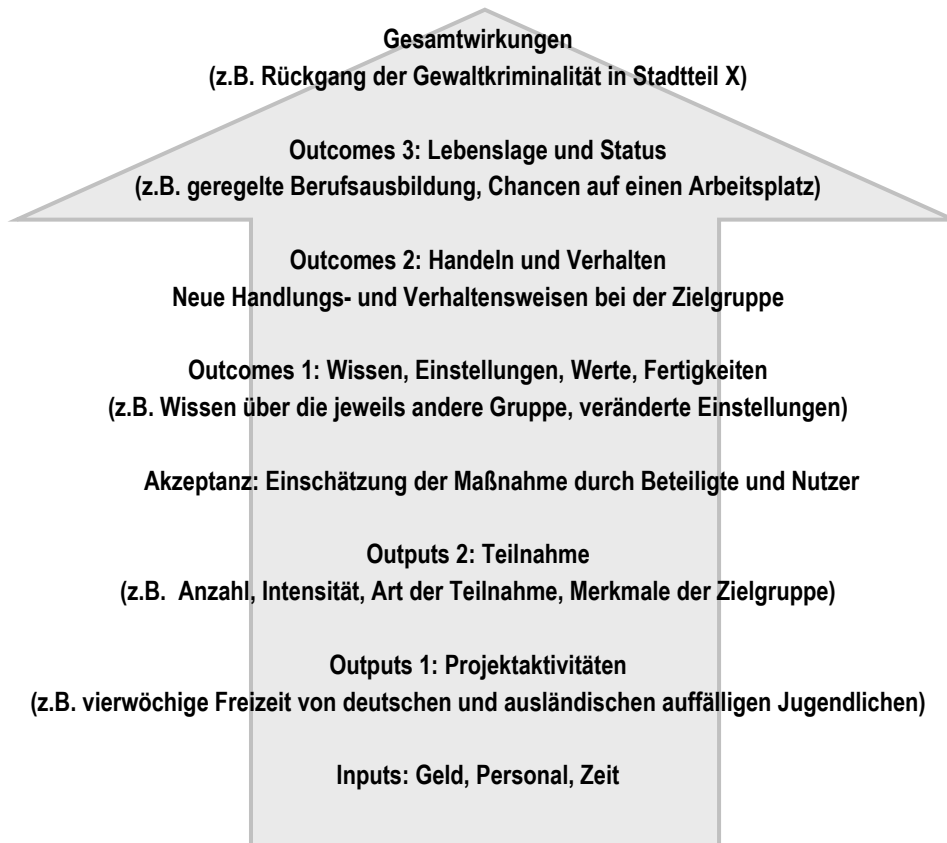 Gesamtwirkungen
(z.B. Rückgang der Gewaltkriminalität in Stadtteil X)
Outcomes 3: Lebenslage und Status
(z.B. geregelte Berufsausbildung, Chancen auf einen Arbeitsplatz)
Outcomes 2: Handeln und Verhalten
Neue Handlungs- und Verhaltensweisen bei der Zielgruppe
Outcomes 1: Wissen, Einstellungen, Werte, Fertigkeiten
(z.B. Wissen über die jeweils andere Gruppe, veränderte Einstellungen)
Akzeptanz: Einschätzung der Maßnahme durch Beteiligte und Nutzer
Outputs 2: Teilnahme
(z.B.  Anzahl, Intensität, Art der Teilnahme, Merkmale der Zielgruppe)
Outputs 1: Projektaktivitäten
(z.B. vierwöchige Freizeit von deutschen und ausländischen auffälligen Jugendlichen)
Inputs: Geld, Personal, Zeit